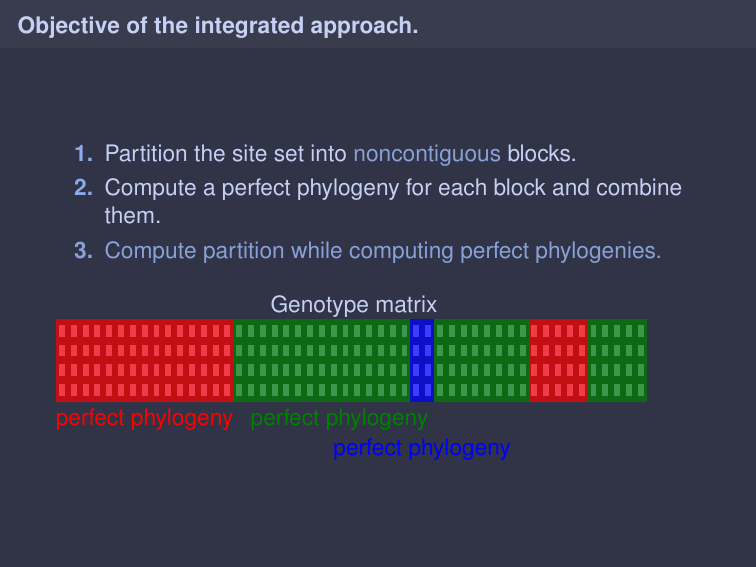 Objective of the integrated approach.
1. Partition the site set into noncontiguous blocks.
2. Compute a perfect phylogeny for each block and combine
them.
3. Compute partition while computing perfect phylogenies.
Genotype matrix
perfect phylogeny perfect phylogeny
perfect phylogeny